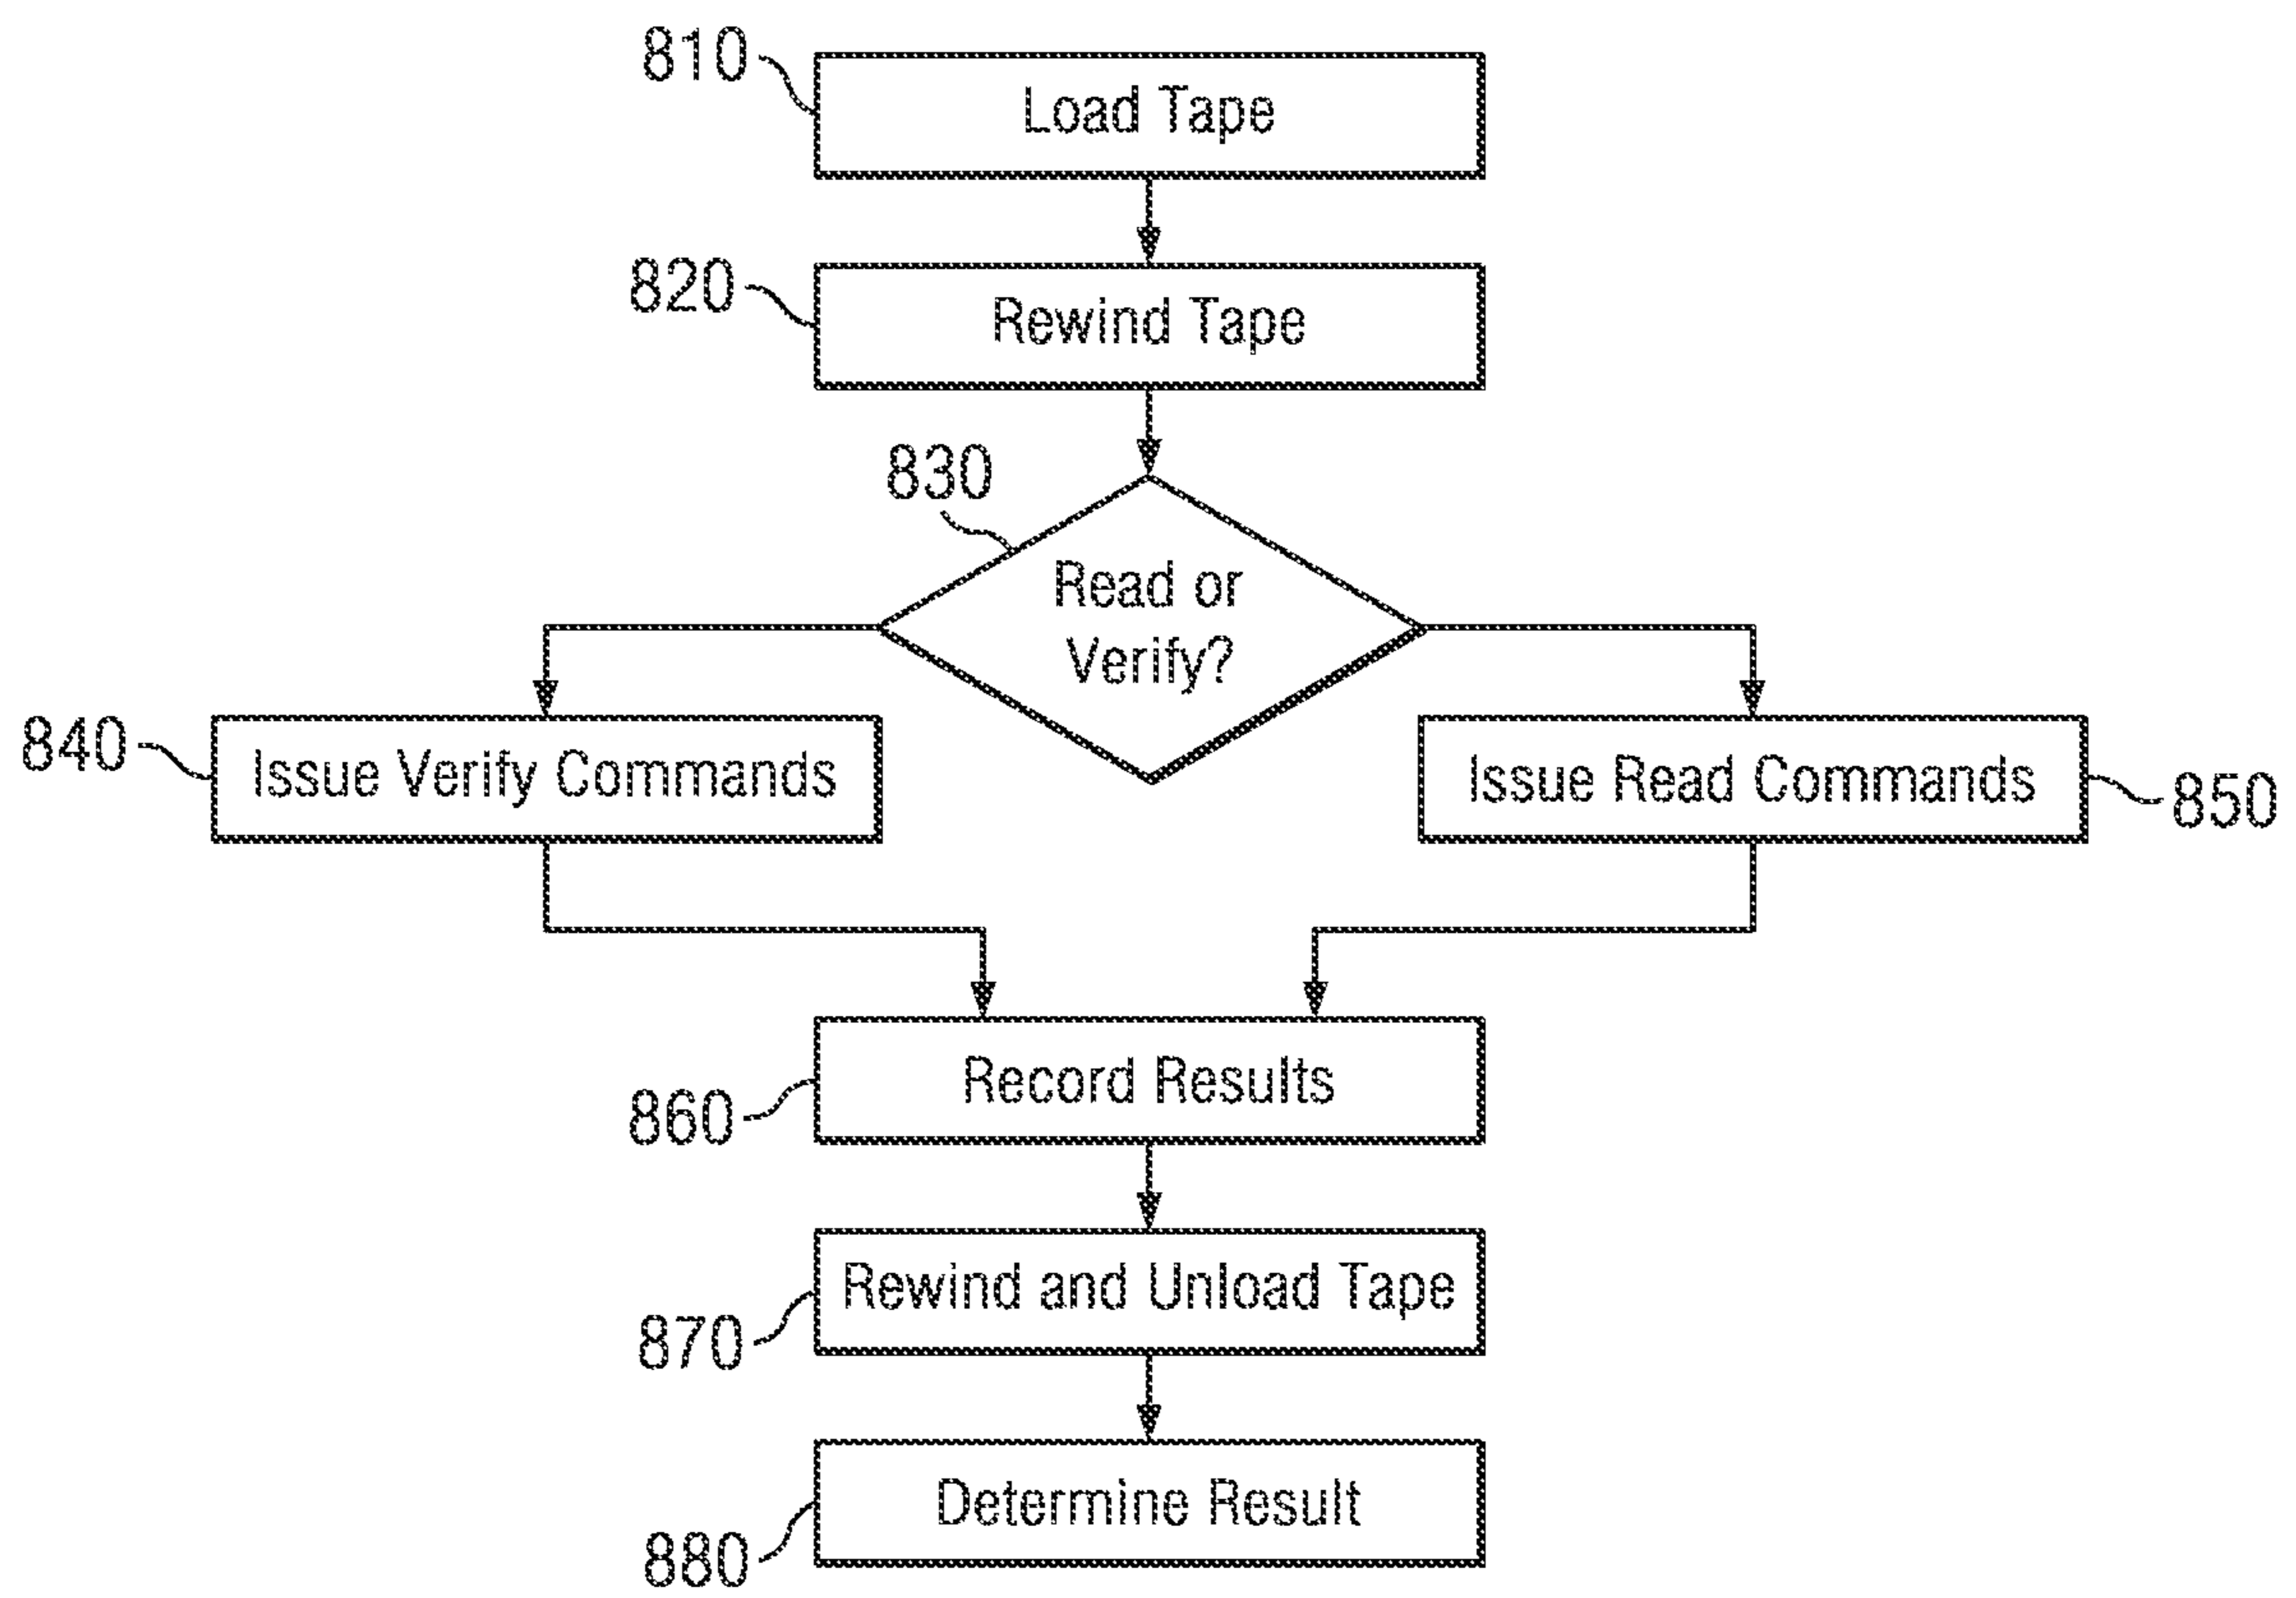 810
Load Tape
820
Rewind Tape
830
Read or
Verify?
840
Issue Verify Commands
Issue Read Commands
850
Record Results
860
Rewind and Unload Tape
870
Determine Result
880